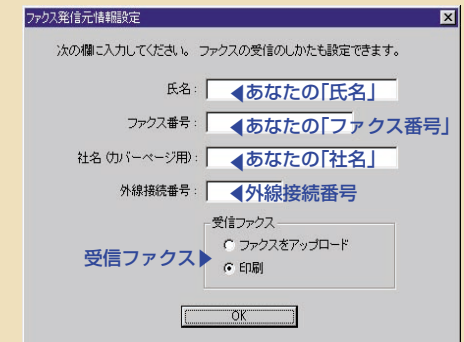 ファクス発信元情報設定
次の欄に入力してください。 ファクスの受信のしかたも設定できます。
氏名: ◀あなたの「氏名」
ファクス番号: ◀あなたの「ファクス番号」
社名(カバーページ用): ◀あなたの「社名」
外線接続番号: ◀外線接続番号
受信ファクス
ファクスをアップロード
受信ファクス▶
印刷
OK